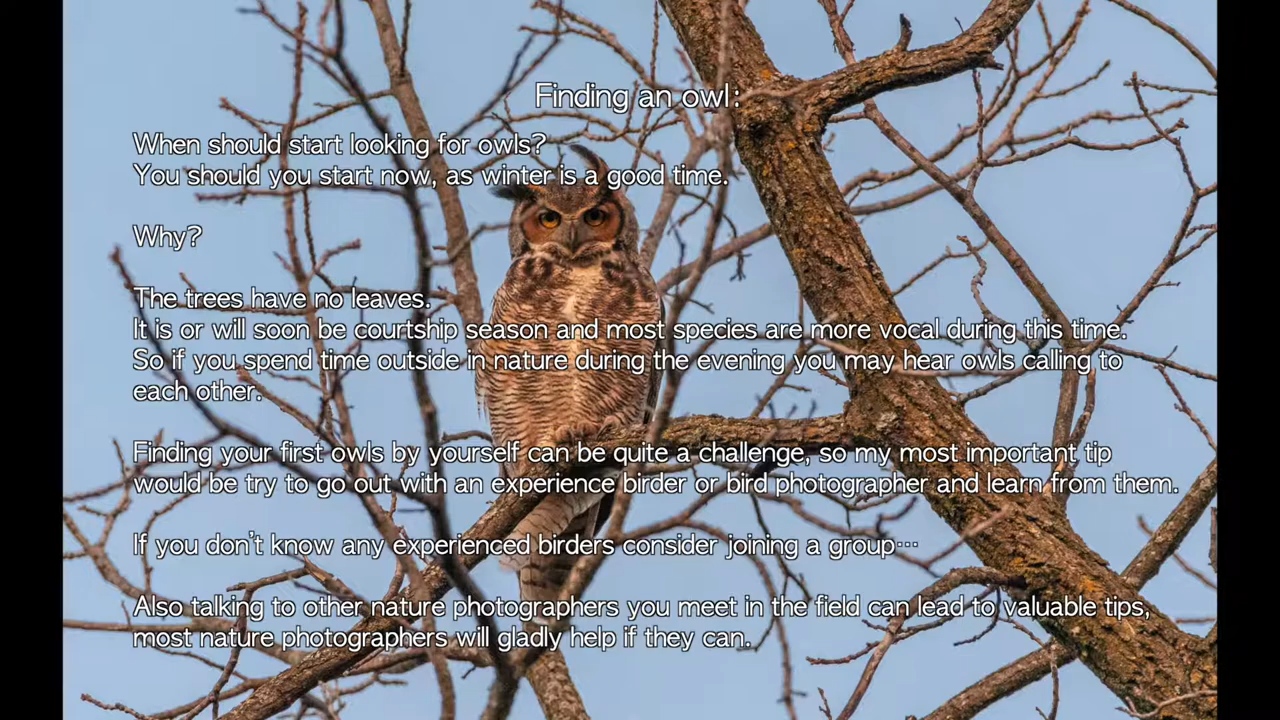 Finding an owl:
When should start looking for owls?
You should you start now, as winter is a good time.
Why?
The trees have no leaves.
It is or will soon be courtship season and most species are more vocal during this time.
So if you spend time outside in nature during the evening you may hear owls calling to
each other.
Finding your first owls by yourself can be quite a challenge, so my most important tip
would be try to go out with an experience birder or bird photographer and learn from them.
If you don't know any experienced birders consider joining a group…
Also talking to other nature photographers you meet in the field can lead to valuable tips,
most nature photographers will gladly help if they can.